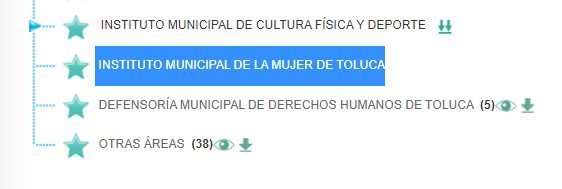 INSTITUTO MUNICIPAL DE CULTURA FÍSICA Y DEPORTE
INSTITUTO MUNICIPAL DE LA MUJER DE TOLUCA
DEFENSORÍA MUNICIPAL DE DERECHOS HUMANOS DE TOLUCA (5)
OTRAS ÁREAS (38)